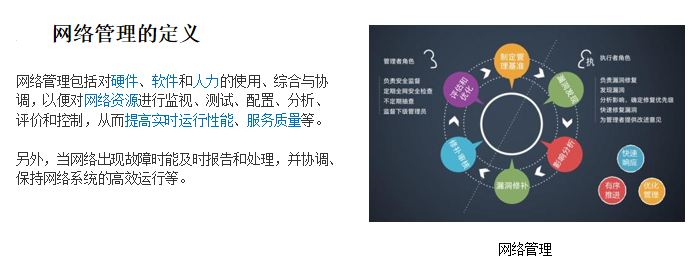 网络管理的定义
网络管理包括对硬件、软件和人力的使用、综合与协
调，以便对网络资源进行监视、测试、配置、分析、
评价和控制，从而提高实时运行性能、服务质量等。
另外，当网络出现故障时能及时报告和处理，并协调、
保持网络系统的高效运行等。
管理者角色
负责安全监督
定期全网安全检查
不定期抽查
监督下级管理员
制定管
理基准
漏洞发现
影响分析
漏洞修补
修补审核
评估和
优化
执
执行者角色
负责漏洞修复
发现漏洞
分析影响、确定修复优先级
快速修复漏洞
为管理者提供改进意见
快速
响应
有序
推进
优化
管理
网络管理